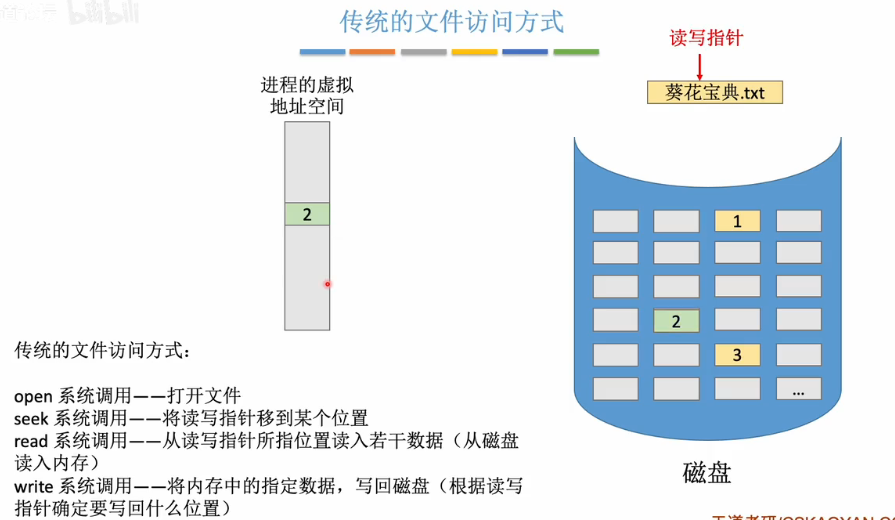 bilibili
传统的文件访问方式
读写指针
葵花宝典.txt
进程的虚拟
地址空间
2
1
2
3
...
磁盘
传统的文件访问方式：
open 系统调用——打开文件
seek 系统调用——将读写指针移到某个位置
read 系统调用——从读写指针所指位置读入若干数据（从磁盘
读入内存）
write 系统调用——将内存中的指定数据，写回磁盘（根据读写
指针确定要写回什么位置）